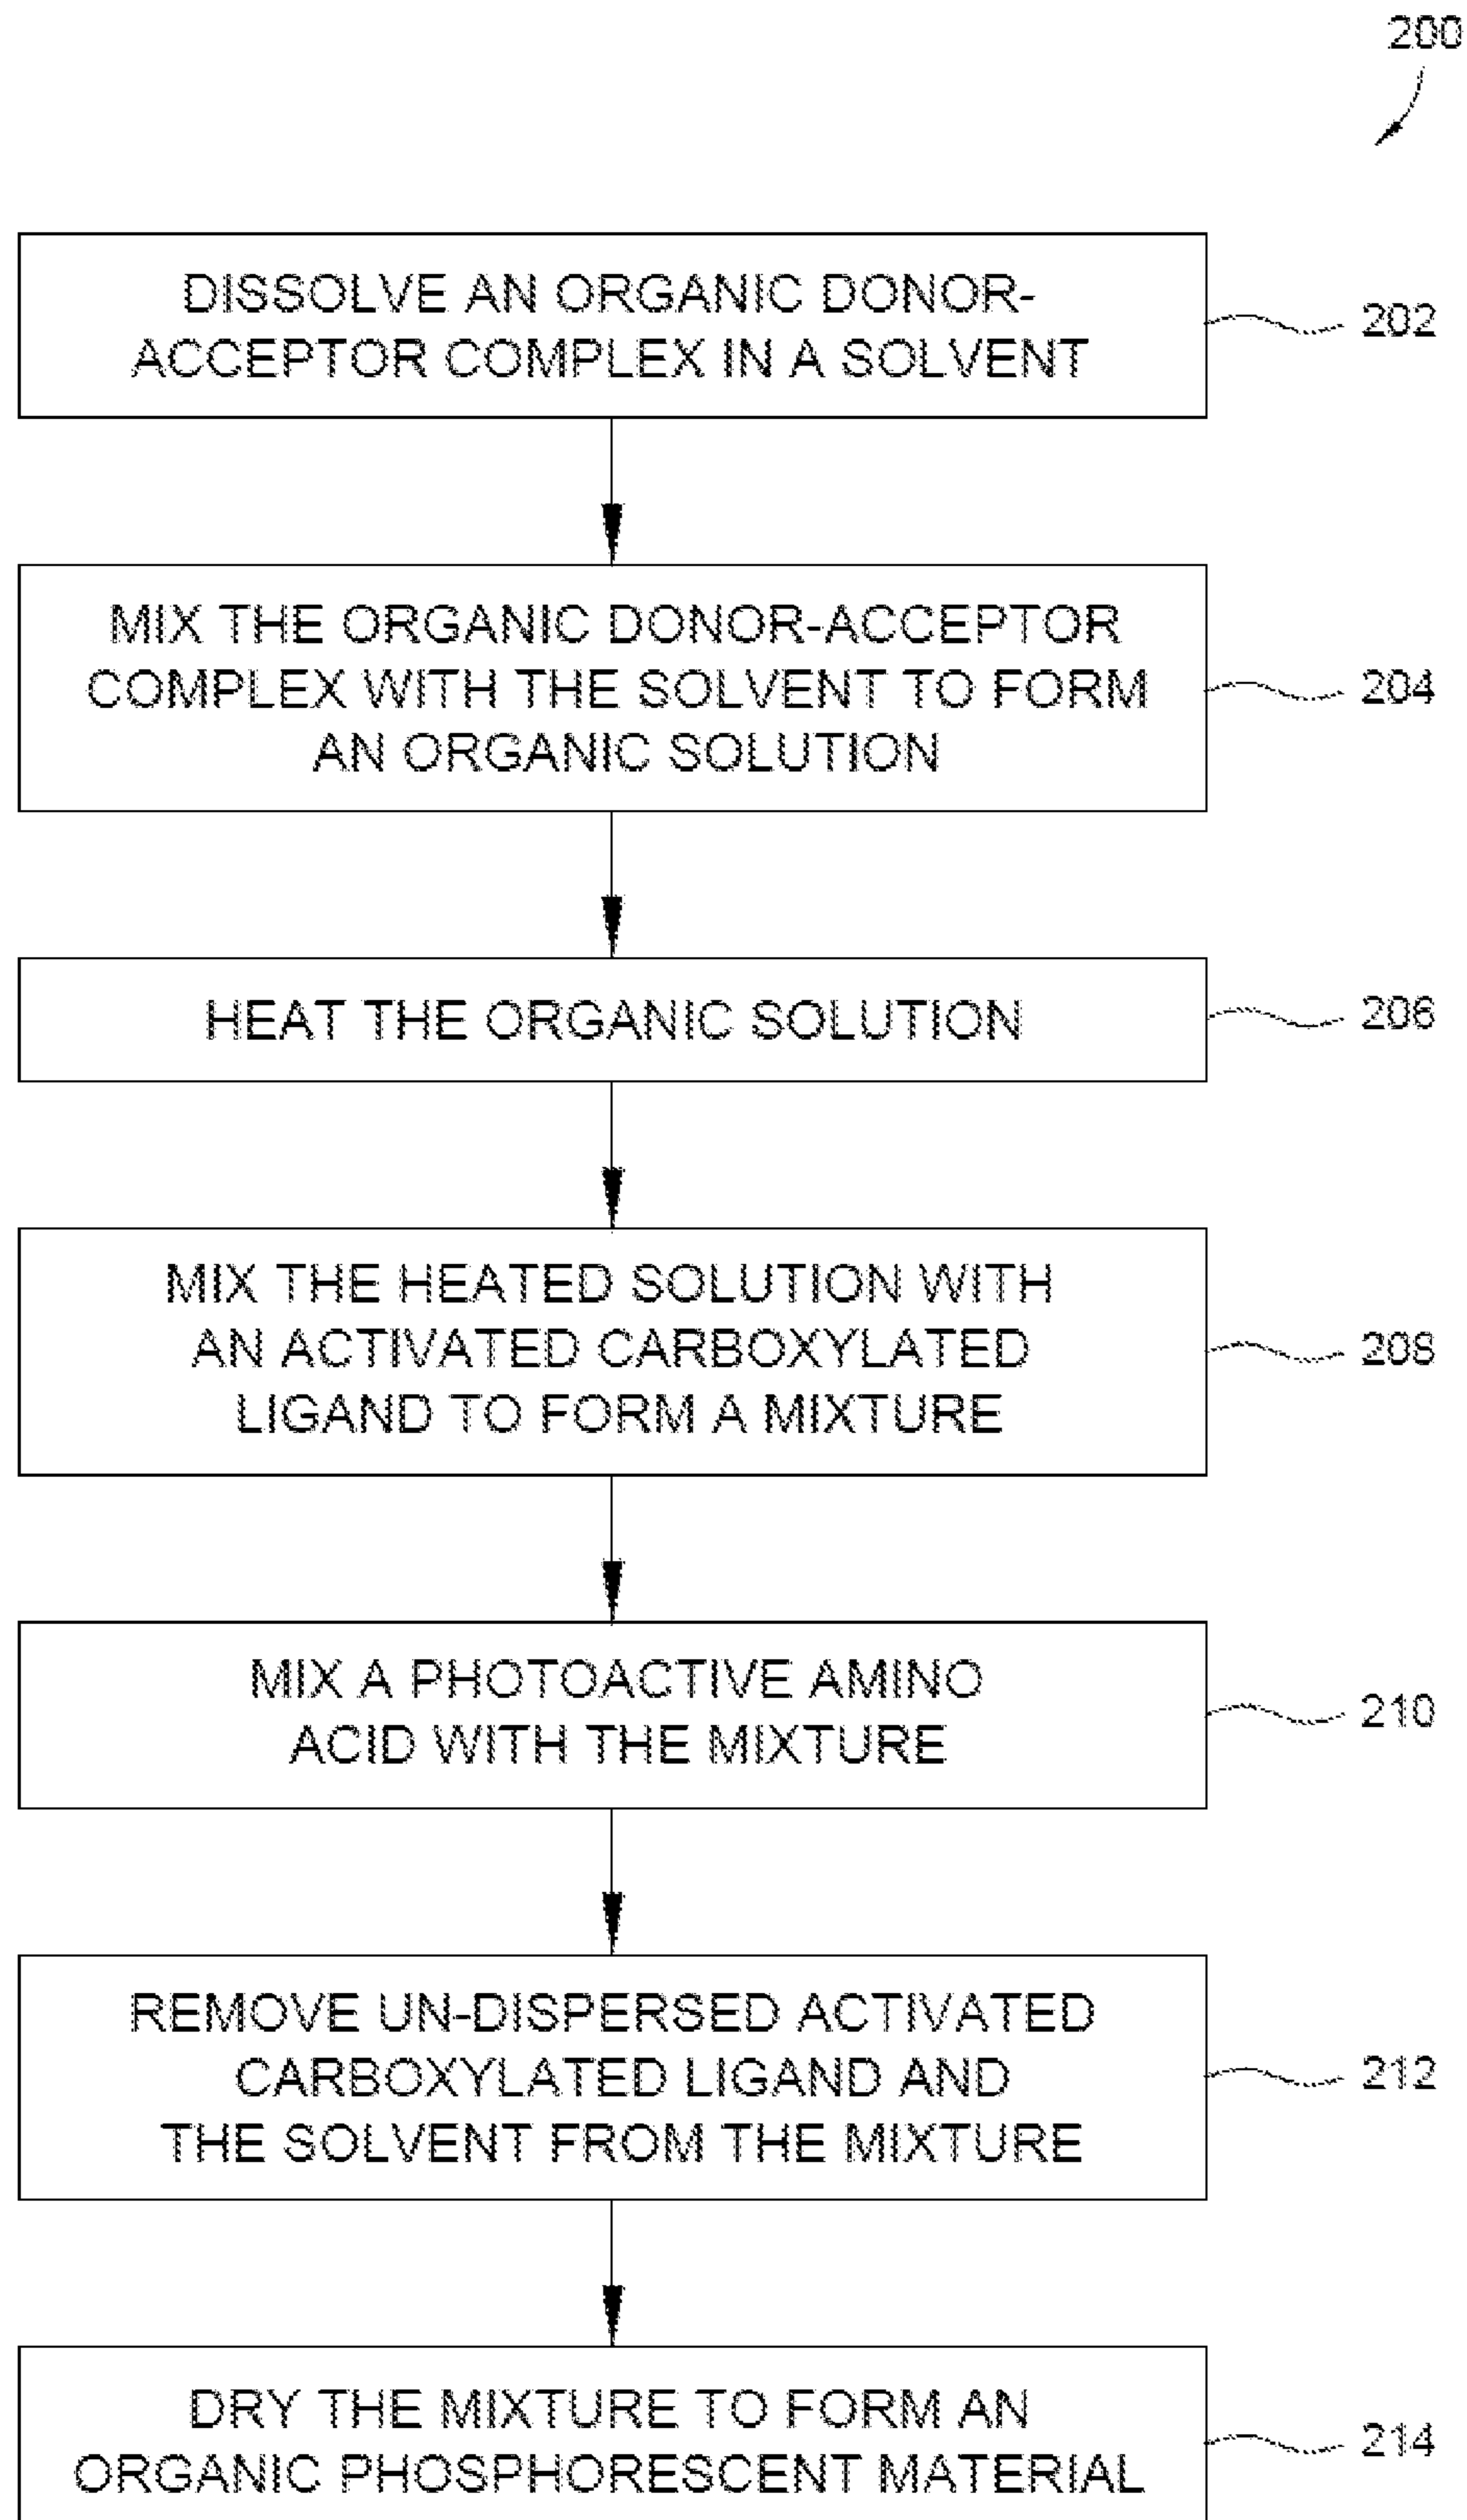 200
DISSOLVE AN ORGANIC DONOR-
ACCEPTOR COMPLEX IN A SOLVENT
202
MIX THE ORGANIC DONOR-ACCEPTOR
COMPLEX WITH THE SOLVENT TO FORM
AN ORGANIC SOLUTION
204
HEAT THE ORGANIC SOLUTION
206
MIX THE HEATED SOLUTION WITH
AN ACTIVATED CARBOXYLATED
LIGAND TO FORM A MIXTURE
208
MIX A PHOTOACTIVE AMINO
ACID WITH THE MIXTURE
210
REMOVE UN-DISPERSED ACTIVATED
CARBOXYLATED LIGAND AND
THE SOLVENT FROM THE MIXTURE
212
DRY THE MIXTURE TO FORM AN
ORGANIC PHOSPHORESCENT MATERIAL
214